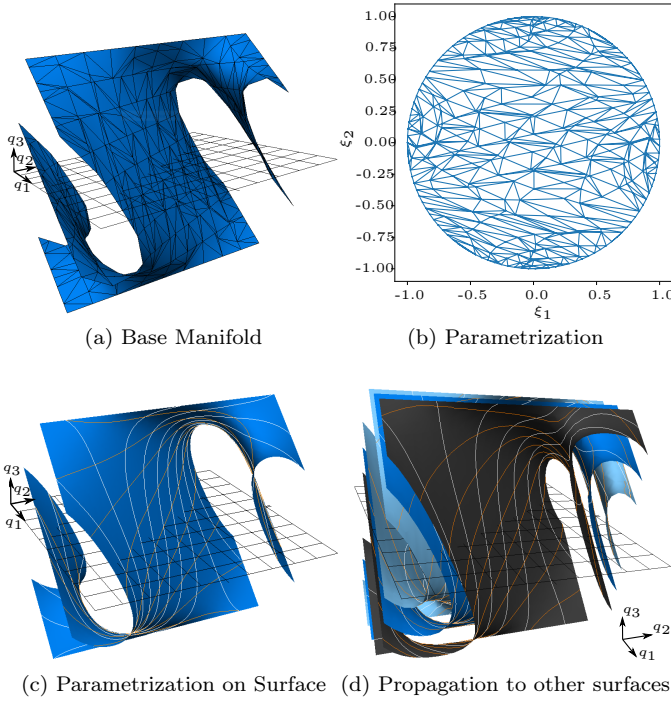 q3
q2
q1
(a) Base Manifold
1.00
0.75
0.50
0.25
0.00
-0.25
-0.50
-0.75
-1.00
ξ2
-1.0
-0.5
0.0
0.5
1.0
ξ1
(b) Parametrization
q3
q2
q1
(c) Parametrization on Surface
q3
q2
q1
(d) Propagation to other surfaces